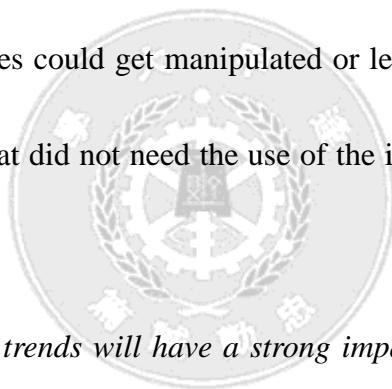 es could get manipulated or le
at did not need the use of the i
trends will have a strong impa